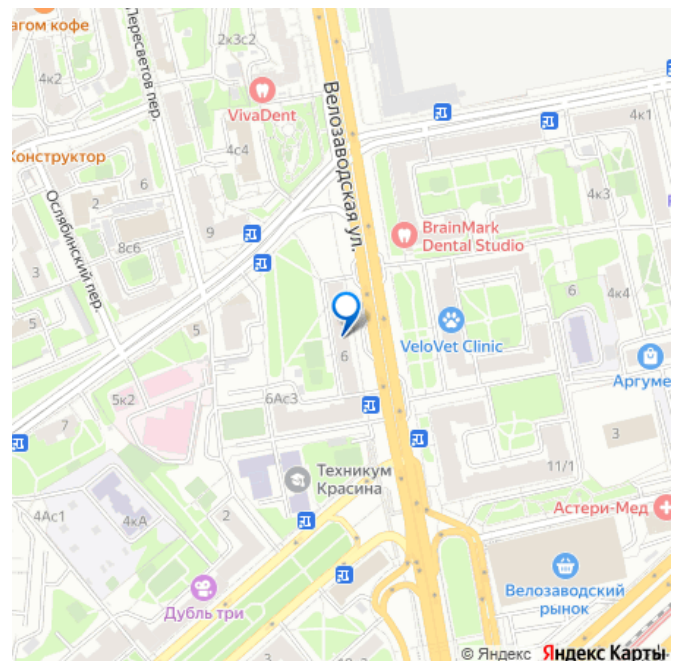 агом кофе
Пересветов пер.
2к3с2
4к2
VivaDent
Велозаводская ул.
4к1
4с4
Конструктор
6
2
Ослябинский пер.
4к3
9
BrainMark
Dental Studio
8с6
3
6
4к4
5
5
VeloVet Clinic
6
Аргуме
5к2
6Ас3
7
3
Техникум
Красина
11/1
4Ас1
4кА
2
Астери-Мед
Дубль три
Велозаводский
рынок
© Яндекс Яндекс Карты